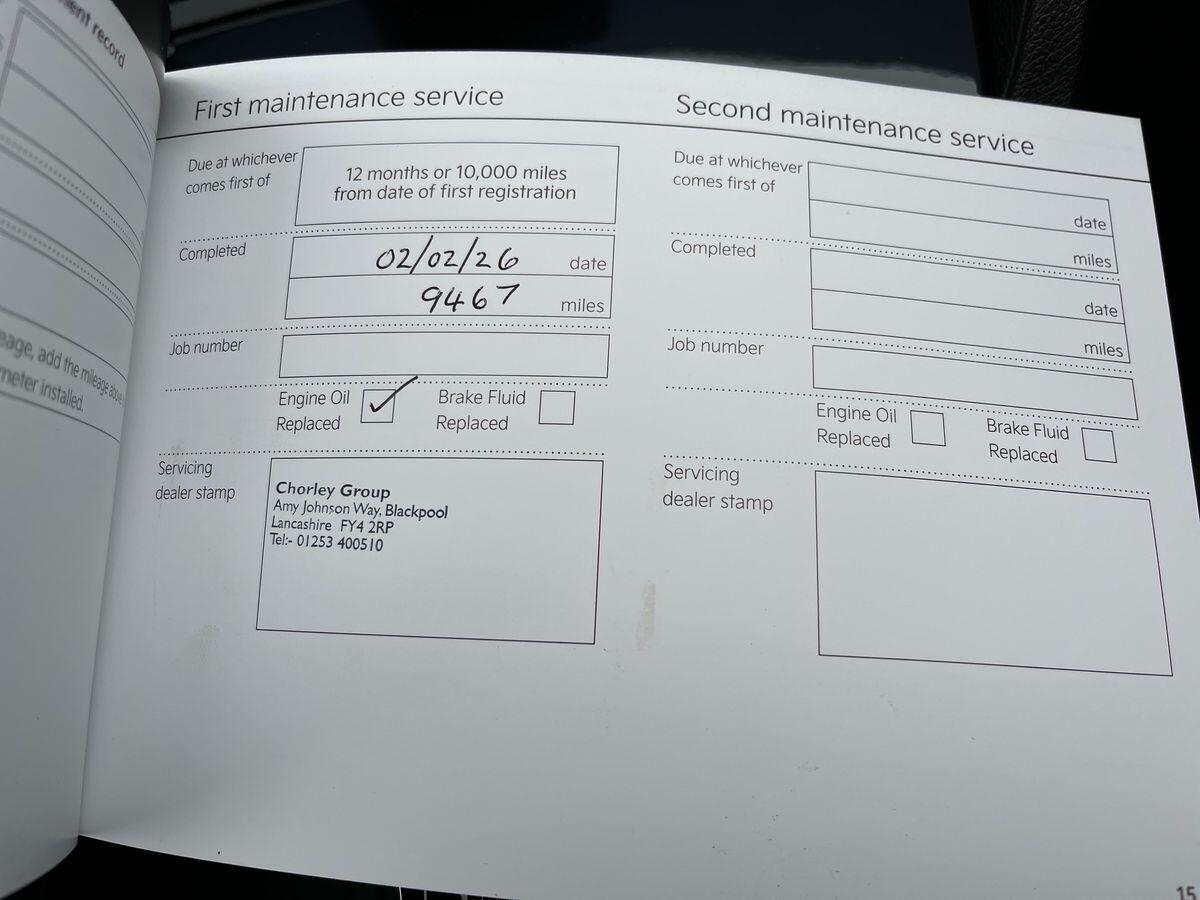 ent record
eage, add the mileage above
meter installed.
First maintenance service
Due at whichever
comes first of
12 months or 10,000 miles
from date of first registration
Completed
02/02/26 date
9467 miles
Job number
Engine Oil
Replaced
Brake Fluid
Replaced
Servicing
dealer stamp
Chorley Group
Amy Johnson Way, Blackpool
Lancashire FY4 2RP
Tel:- 01253 400510
Second maintenance service
Due at whichever
comes first of
date
miles
Completed
date
miles
Job number
Engine Oil
Replaced
Brake Fluid
Replaced
Servicing
dealer stamp
15